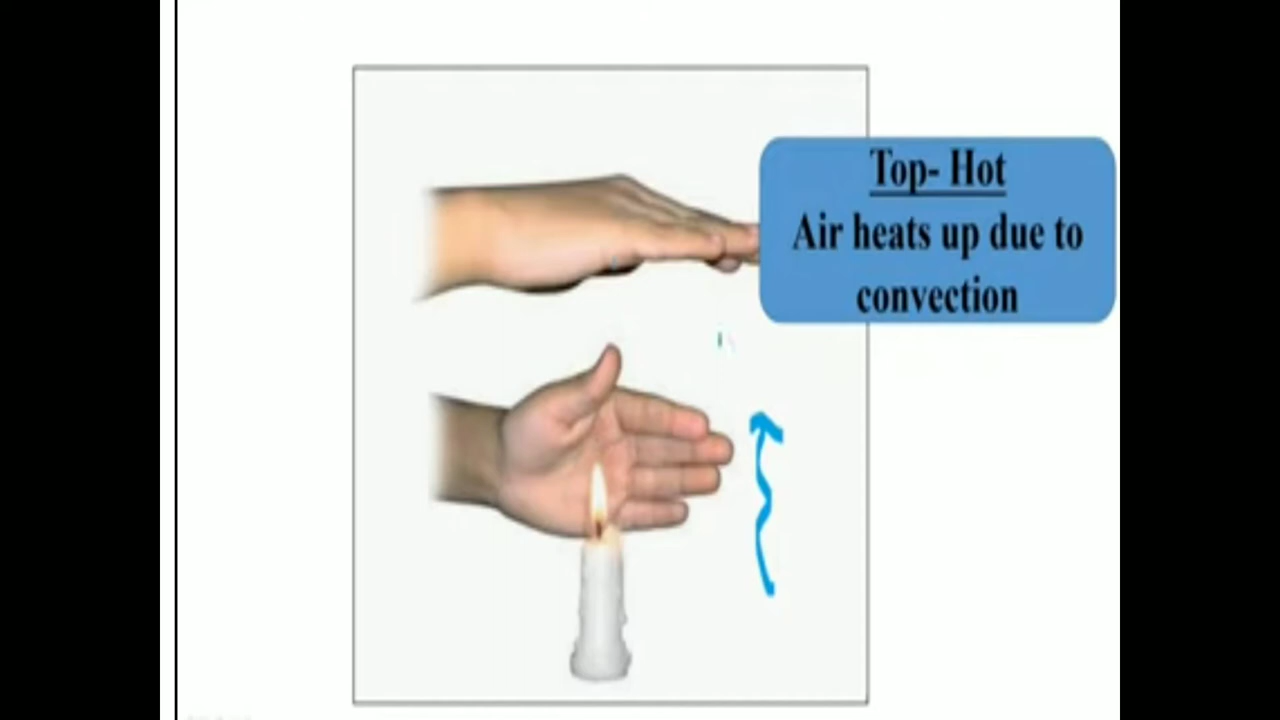 Top- Hot
Air heats up due to
convection